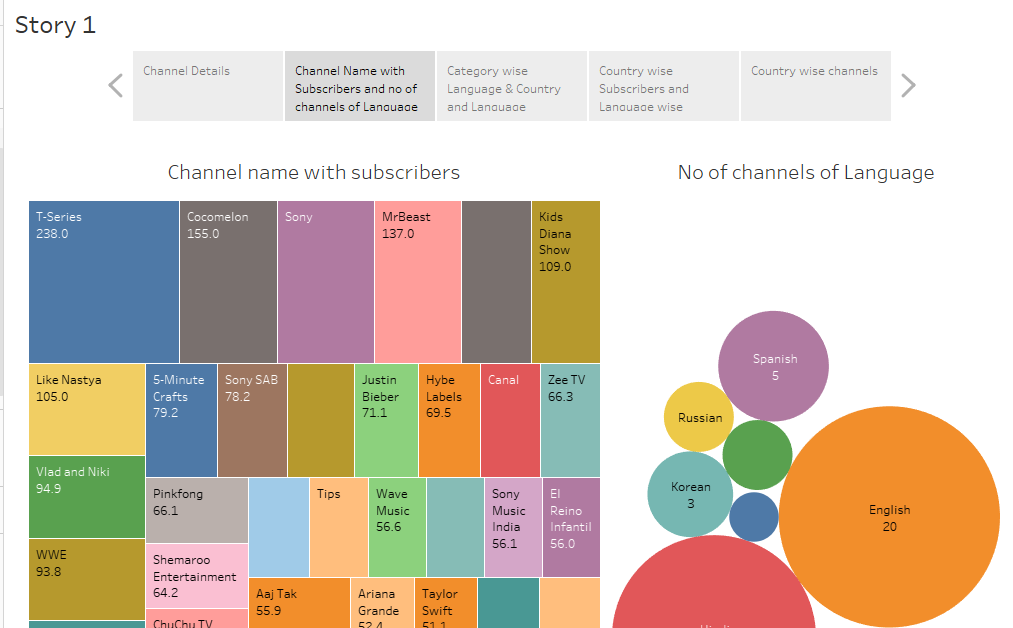 Story 1
Channel Details
Channel Name with
Subscribers and no of
channels of Language
Category wise
Language & Country
and Language
Country wise
Subscribers and
Language wise
Country wise channels
Channel name with subscribers
No of channels of Language
T-Series
238.0
Cocomelon
155.0
Sony
MrBeast
137.0
Kids
Diana
Show
109.0
Like Nastya
105.0
5-Minute
Crafts
79.2
Sony SAB
78.2
Justin
Bieber
71.1
Hybe
Labels
69.5
Canal
Zee TV
66.3
Vlad and Niki
94.9
Pinkfong
66.1
Tips
Wave
Music
56.6
Sony
Music
India
56.1
El
Reino
Infantil
56.0
WWE
93.8
Shemaroo
Entertainment
64.2
Aaj Tak
55.9
Ariana
Grande
52.4
Taylor
Swift
51.1
ChuChu TV
Spanish
5
Russian
Korean
3
English
20